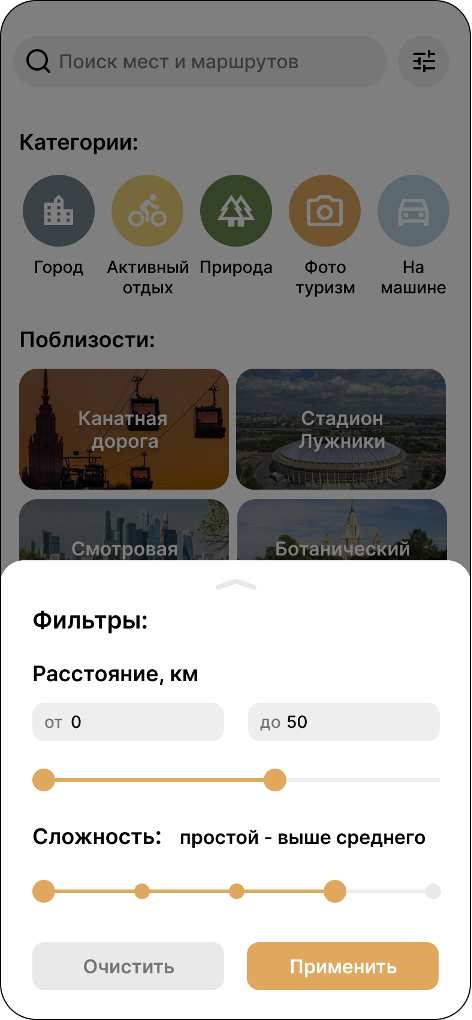 Поиск мест и маршрутов
Категории:
Город
Активный
отдых
Природа
Фото
туризм
На
машине
Поблизости:
Канатная
дорога
Стадион
Лужники
Смотровая
Ботанический
Фильтры:
Расстояние, км
от 0
до 50
Сложность: простой - выше среднего
Очистить
Применить